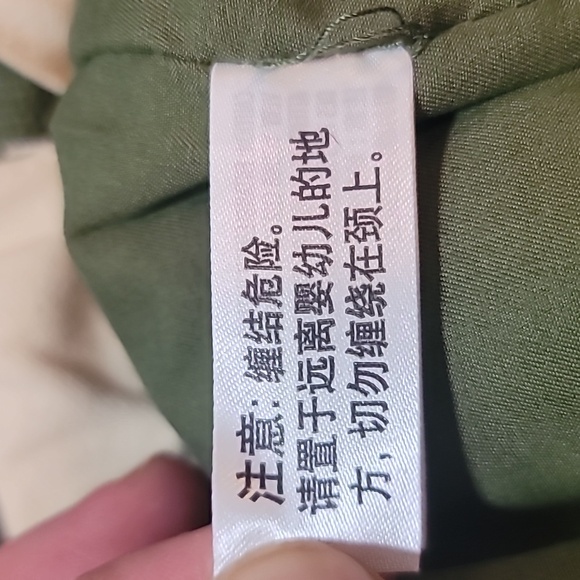 注意：缠结危险。
请置于远离婴幼儿的地
方，切勿缠绕在颈上。